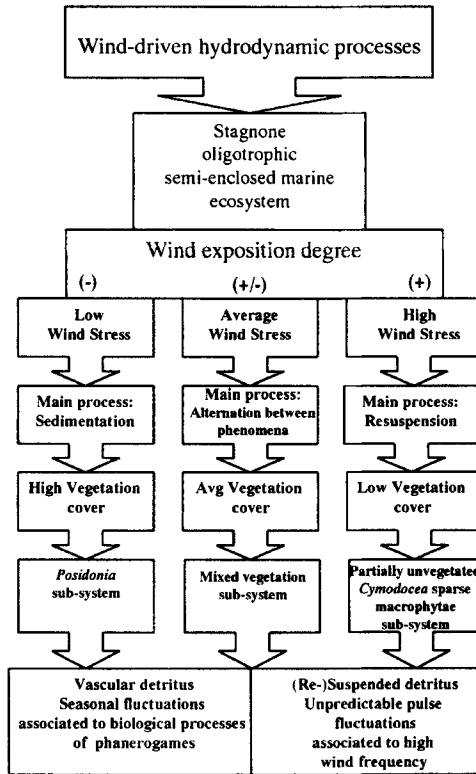 Wind-driven hydrodynamic processes
Stagnone
oligotrophic
semi-enclosed marine
ecosystem
Wind exposition degree
(-)
(+/-)
(+)
Low
Wind Stress
Average
Wind Stress
High
Wind Stress
Main process:
Sedimentation
Main process:
Alternation between
phenomena
Main process:
Resuspension
High Vegetation
cover
Avg Vegetation
cover
Low Vegetation
cover
Posidonia
sub-system
Mixed vegetation
sub-system
Partially unvegetated
Cymodocea sparse
macrophytae
sub-system
Vascular detritus
Seasonal fluctuations
associated to biological processes
of phanerogames
(Re-)Suspended detritus
Unpredictable pulse
fluctuations
associated to high
wind frequency